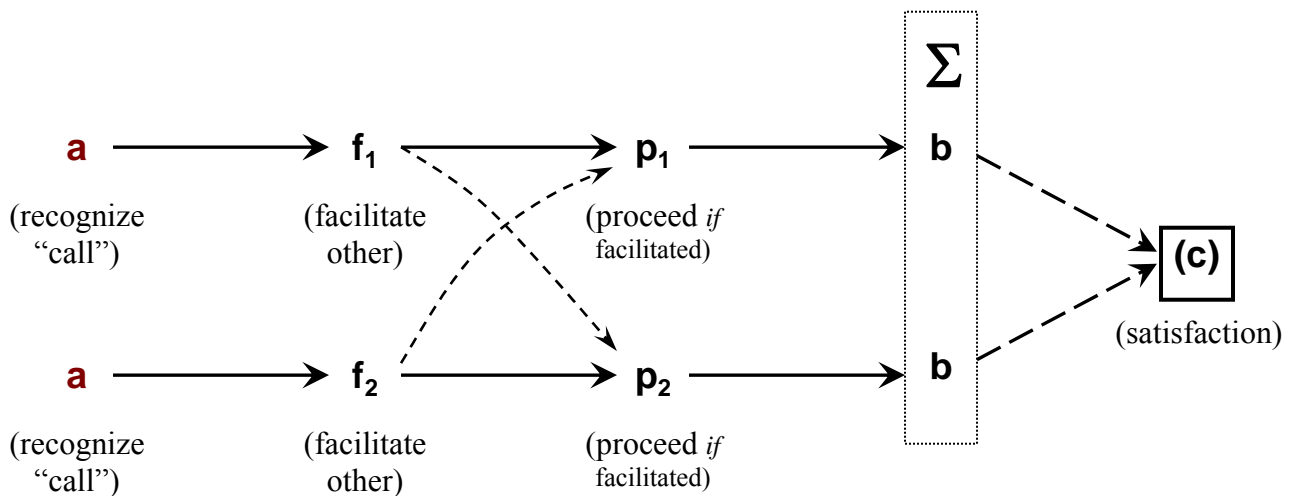 Σ
a f₁ p₁ b
(recognize “call”) (facilitate other) (proceed if facilitated)
(c)
(satisfaction)
a f₂ p₂ b
(recognize “call”) (facilitate other) (proceed if facilitated)